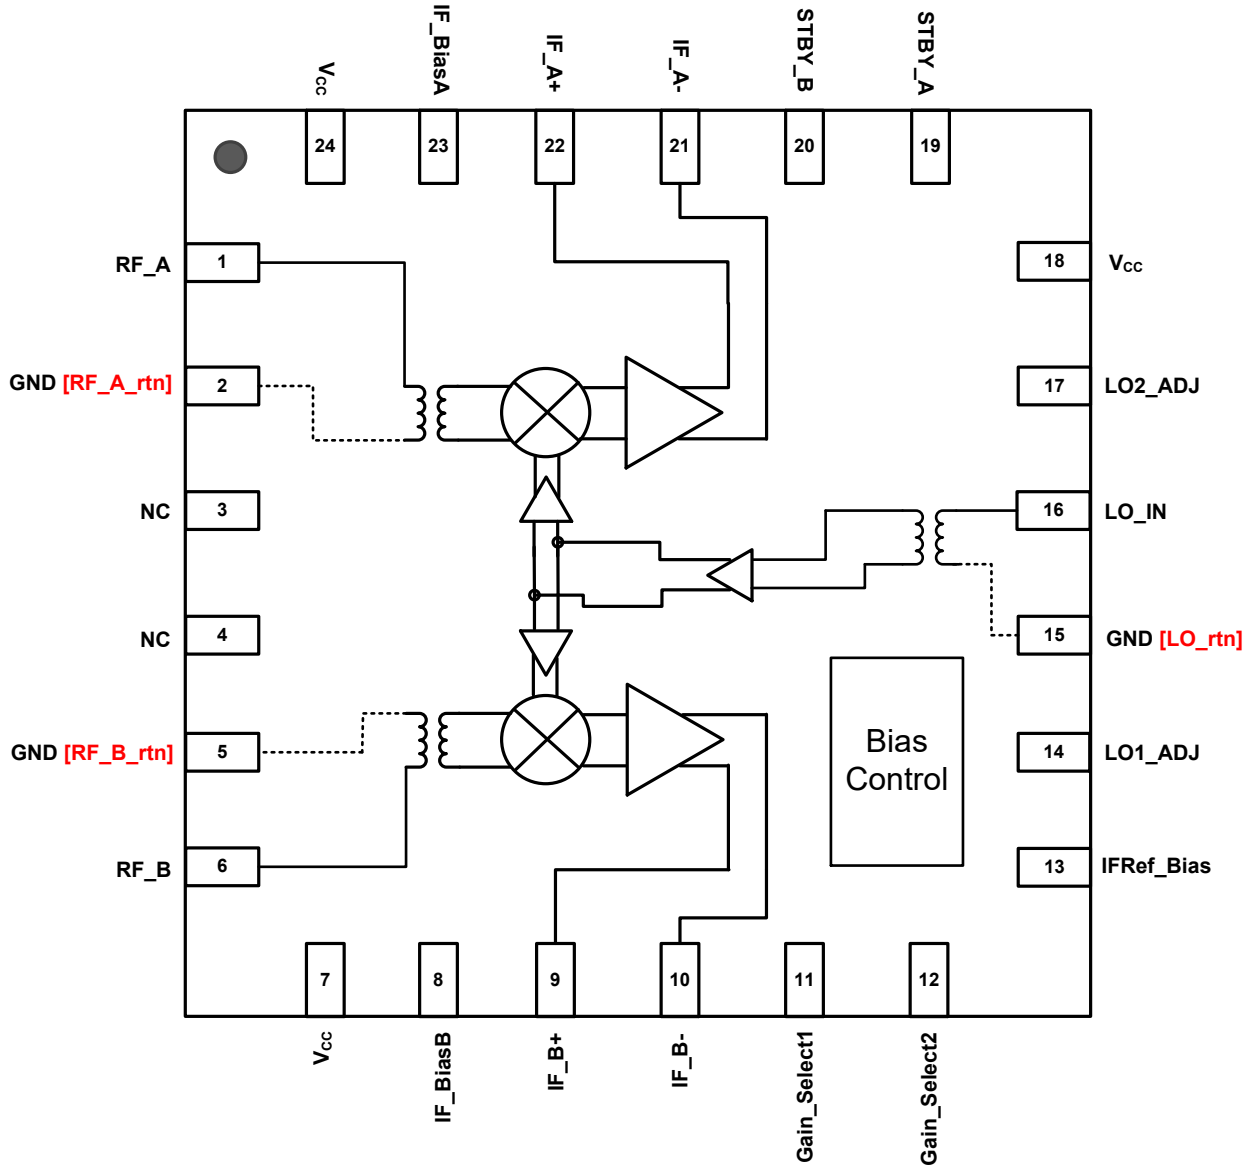 IF_BiasA
IF_A+
IF_A-
STBY_B
STBY_A
VCC
24
23
22
21
20
19
RF_A
1
18
VCC
GND [RF_A_rtn]
2
17
LO2_ADJ
NC
3
16
LO_IN
NC
4
15
GND [LO_rtn]
GND [RF_B_rtn]
5
Bias
Control
14
LO1_ADJ
RF_B
6
13
IFRef_Bias
7
8
9
10
11
12
VCC
IF_BiasB
IF_B+
IF_B-
Gain_Select1
Gain_Select2